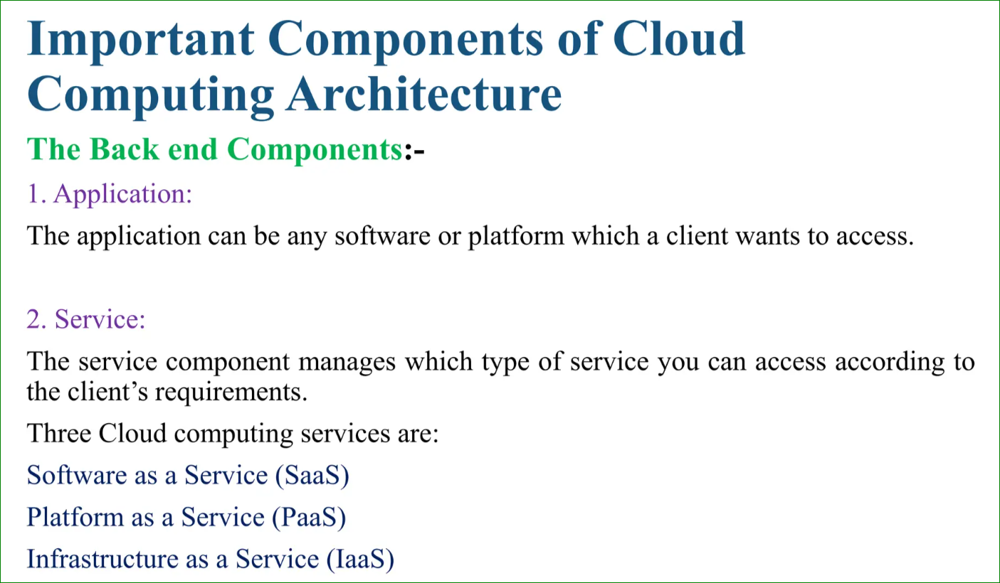 Important Components of Cloud
Computing Architecture
The Back end Components:-
1. Application:
The application can be any software or platform which a client wants to access.
2. Service:
The service component manages which type of service you can access according to
the client’s requirements.
Three Cloud computing services are:
Software as a Service (SaaS)
Platform as a Service (PaaS)
Infrastructure as a Service (IaaS)